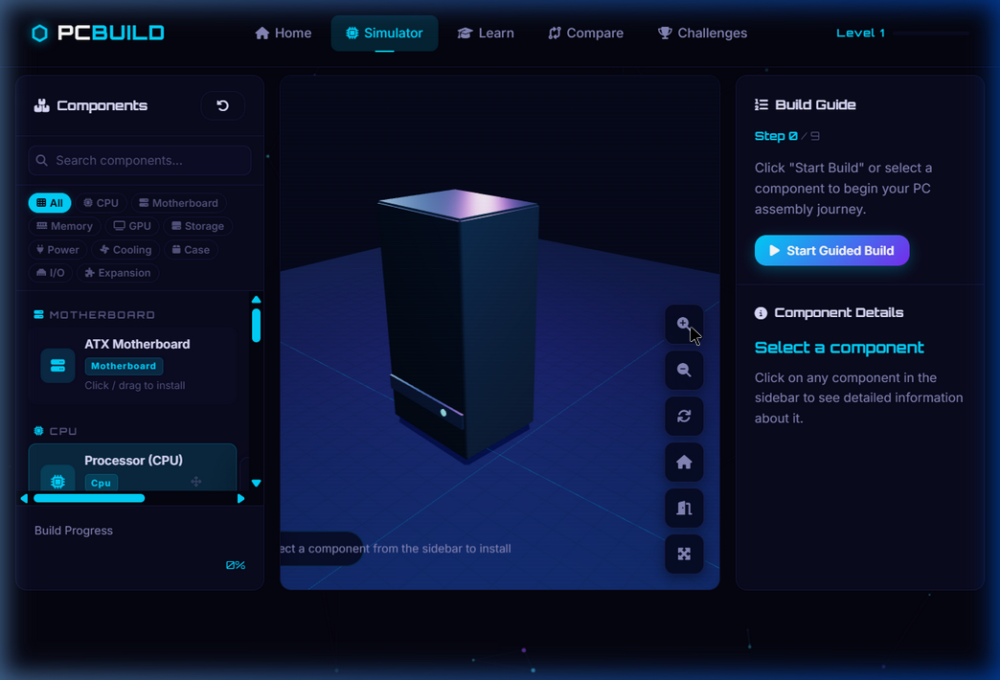 PCBUILD
Home
Simulator
Learn
Compare
Challenges
Level 1
Components
Search components...
All
CPU
Motherboard
Memory
GPU
Storage
Power
Cooling
Case
I/O
Expansion
MOTHERBOARD
ATX Motherboard
Motherboard
Click / drag to install
CPU
Processor (CPU)
Cpu
Build Progress
0%
ect a component from the sidebar to install
Build Guide
Step 0 / 9
Click "Start Build" or select a
component to begin your PC
assembly journey.
Start Guided Build
Component Details
Select a component
Click on any component in the
sidebar to see detailed information
about it.